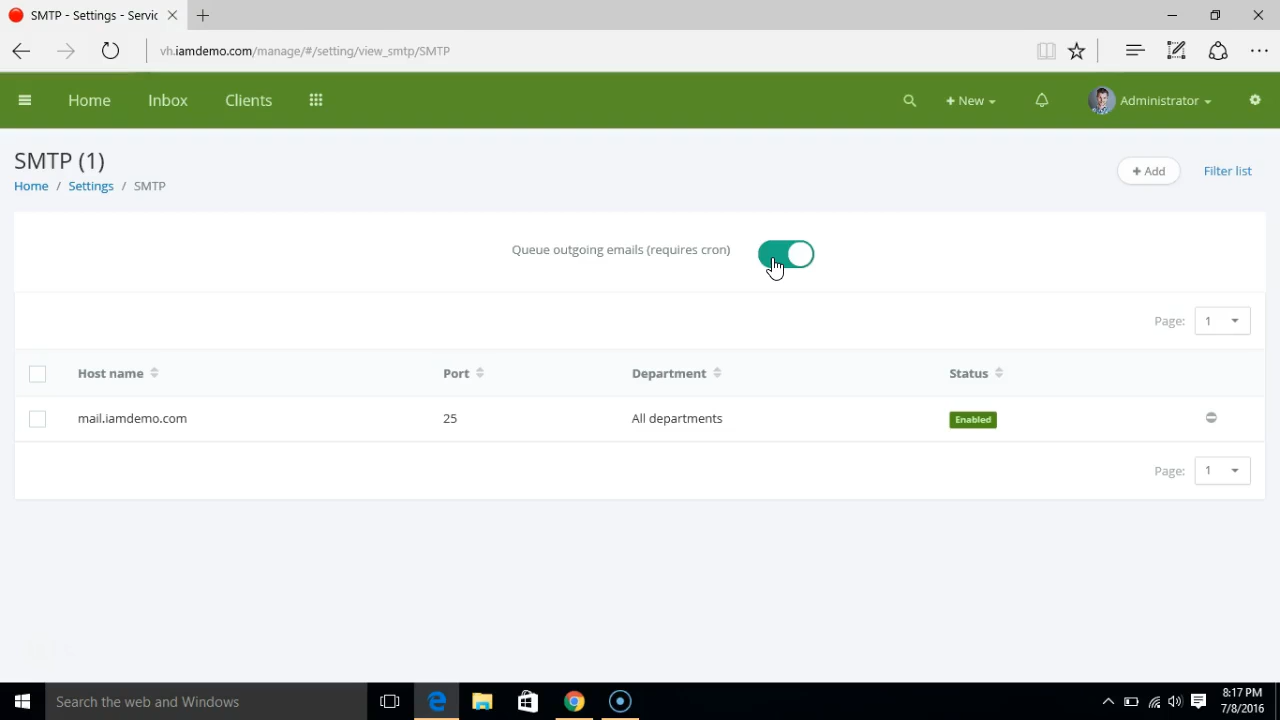 SMTP - Settings - Servic
vh.iamdemo.com/manage/#/setting/view_smtp/SMTP
Home Inbox Clients + New Administrator
SMTP (1)
+ Add Filter list
Home / Settings / SMTP
Queue outgoing emails (requires cron)
Page: 1
Host name Port Department Status
mail.iamdemo.com 25 All departments Enabled
Page: 1
Search the web and Windows
8:17 PM
7/8/2016